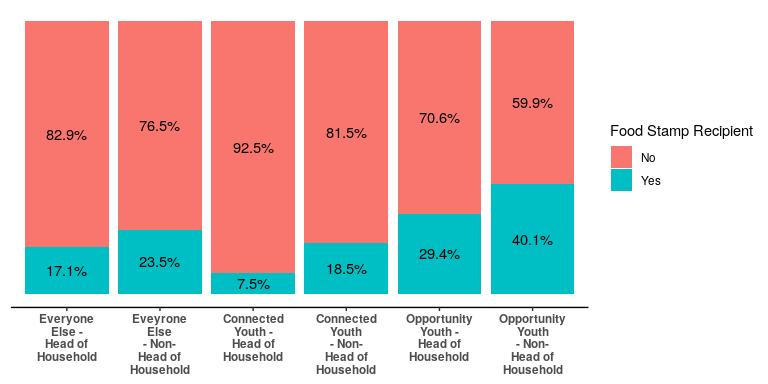 82.9%
76.5%
92.5%
81.5%
70.6%
59.9%
17.1%
23.5%
7.5%
18.5%
29.4%
40.1%
Everyone
Else -
Head of
Household
Eveyrone
Else
- Non-
Head of
Household
Connected
Youth -
Head of
Household
Connected
Youth
- Non-
Head of
Household
Opportunity
Youth -
Head of
Household
Opportunity
Youth
- Non-
Head of
Household
Food Stamp Recipient
No
Yes